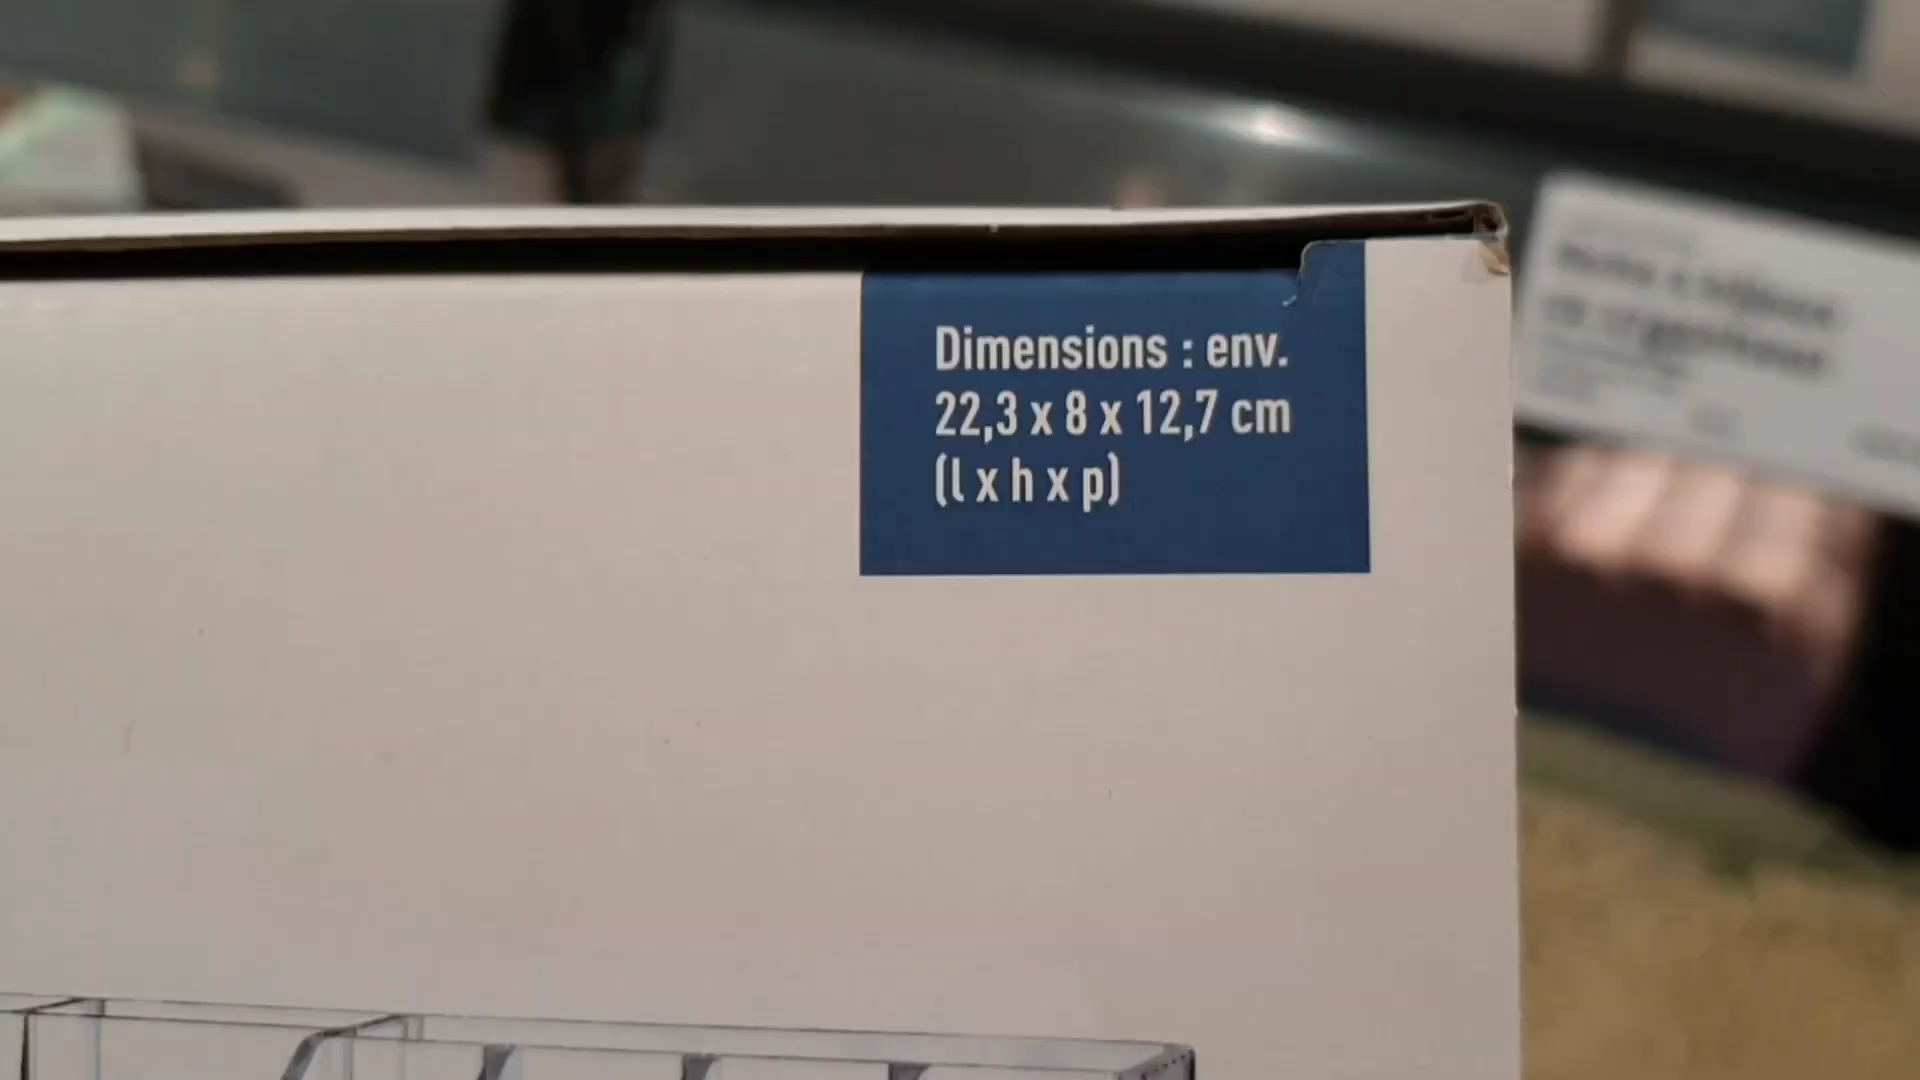 Dimensions : env.
22,3 x 8 x 12,7 cm
(l x h x p)